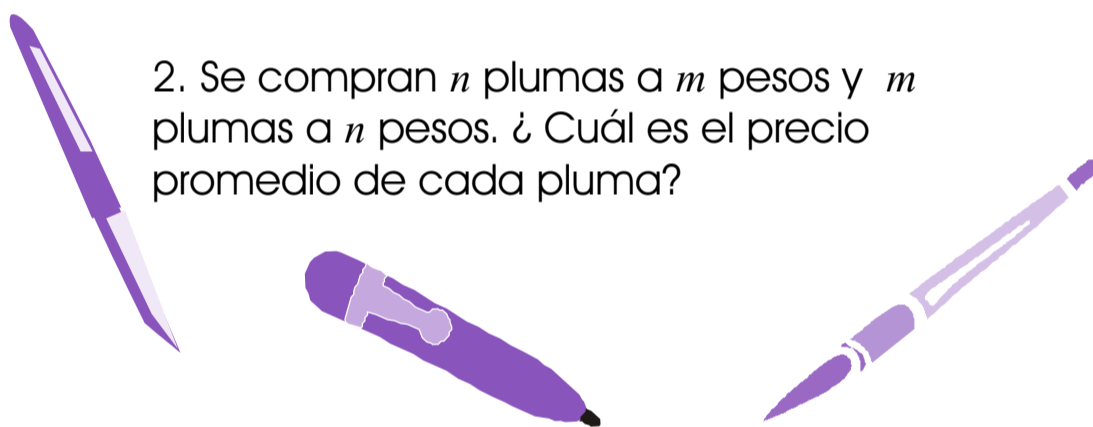 2. Se compran n plumas a m pesos y m
plumas a n pesos. ¿ Cuál es el precio
promedio de cada pluma?